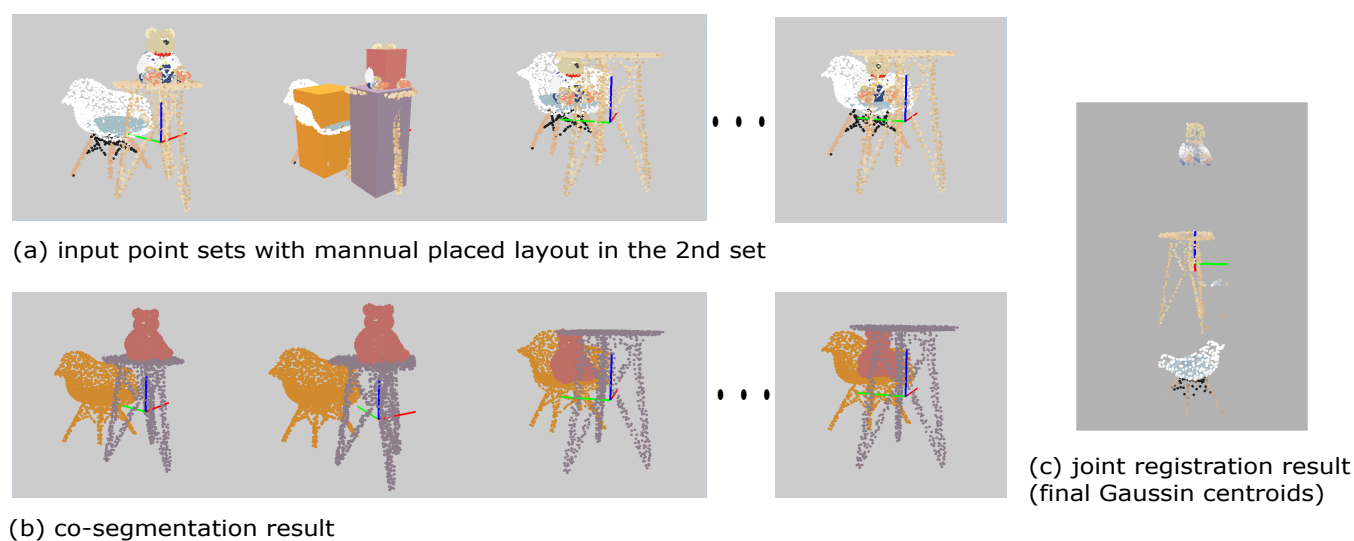 (a) input point sets with mannual placed layout in the 2nd set
(b) co-segmentation result
(c) joint registration result
(final Gaussin centroids)